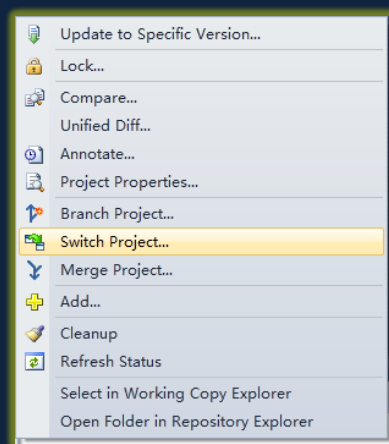 Update to Specific Version...
Lock...
Compare...
Unified Diff...
Annotate...
Project Properties...
Branch Project...
Switch Project...
Merge Project...
Add...
Cleanup
Refresh Status
Select in Working Copy Explorer
Open Folder in Repository Explorer